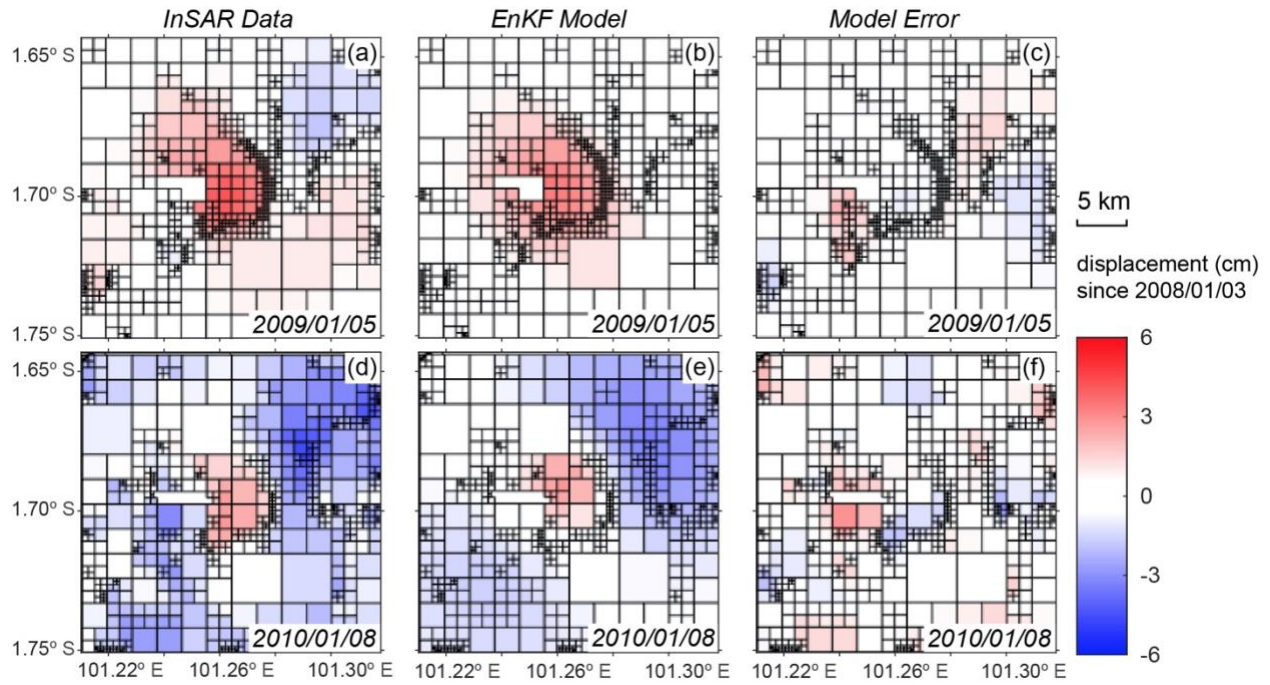 InSAR Data EnKF Model Model Error
(a) (b) (c)
1.65° S
1.70° S
1.75° S
2009/01/05 2009/01/05 2009/01/05
5 km
displacement (cm)
since 2008/01/03
(d) (e) (f)
1.65° S
1.70° S
1.75° S
2010/01/08 2010/01/08 2010/01/08
101.22° E 101.26° E 101.30° E 101.22° E 101.26° E 101.30° E 101.22° E 101.26° E 101.30° E
6
3
0
-3
-6